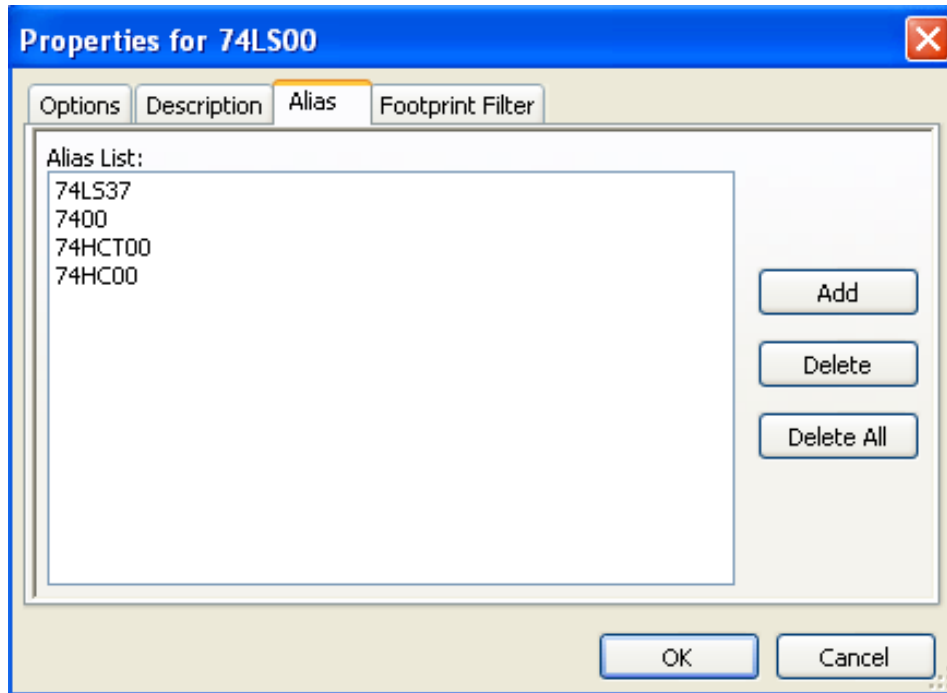 Properties for 74LS00
Options Description Alias Footprint Filter
Alias List:
74LS37
7400
74HCT00
74HC00
Add
Delete
Delete All
OK Cancel